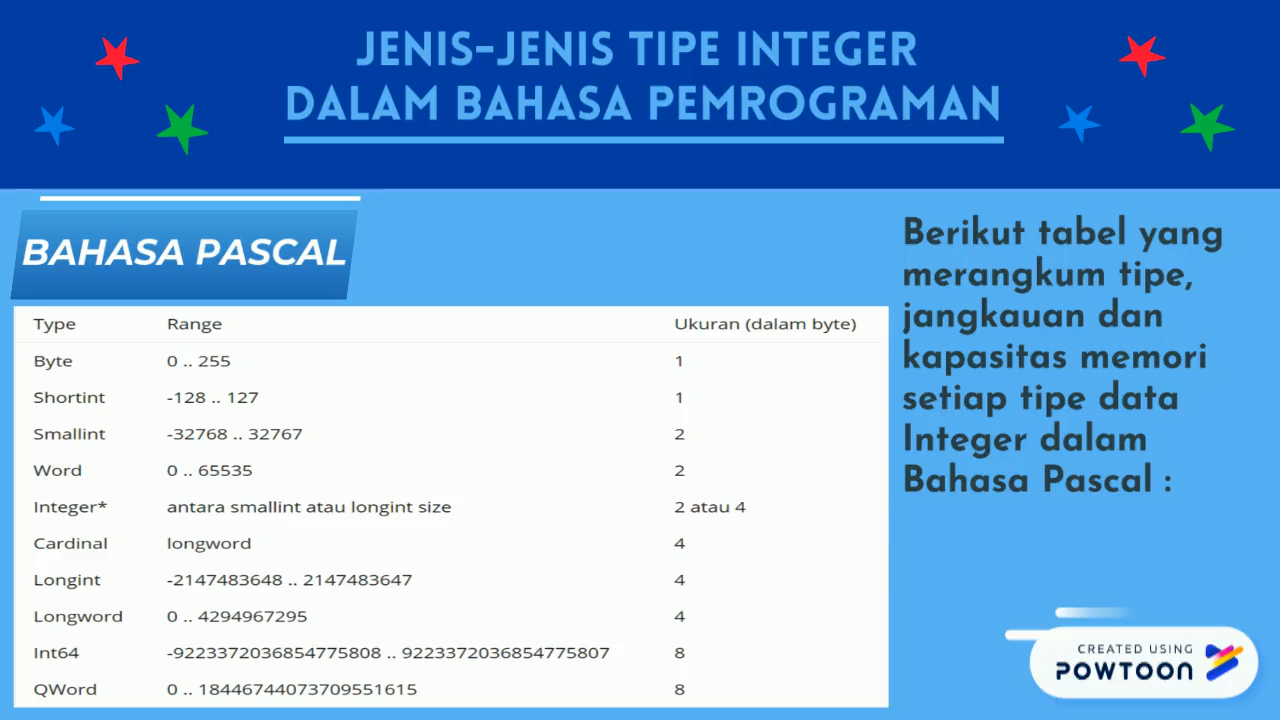 JENIS-JENIS TIPE INTEGER
DALAM BAHASA PEMROGRAMAN
BAHASA PASCAL
Type Range Ukuran (dalam byte)
Byte 0 .. 255 1
Shortint -128 .. 127 1
Smallint -32768 .. 32767 2
Word 0 .. 65535 2
Integer* antara smallint atau longint size 2 atau 4
Cardinal longword 4
Longint -2147483648 .. 2147483647 4
Longword 0 .. 4294967295 4
Int64 -9223372036854775808 .. 9223372036854775807 8
QWord 0 .. 18446744073709551615 8
Berikut tabel yang
merangkum tipe,
jangkauan dan
kapasitas memori
setiap tipe data
Integer dalam
Bahasa Pascal :
CREATED USING
POWTOON